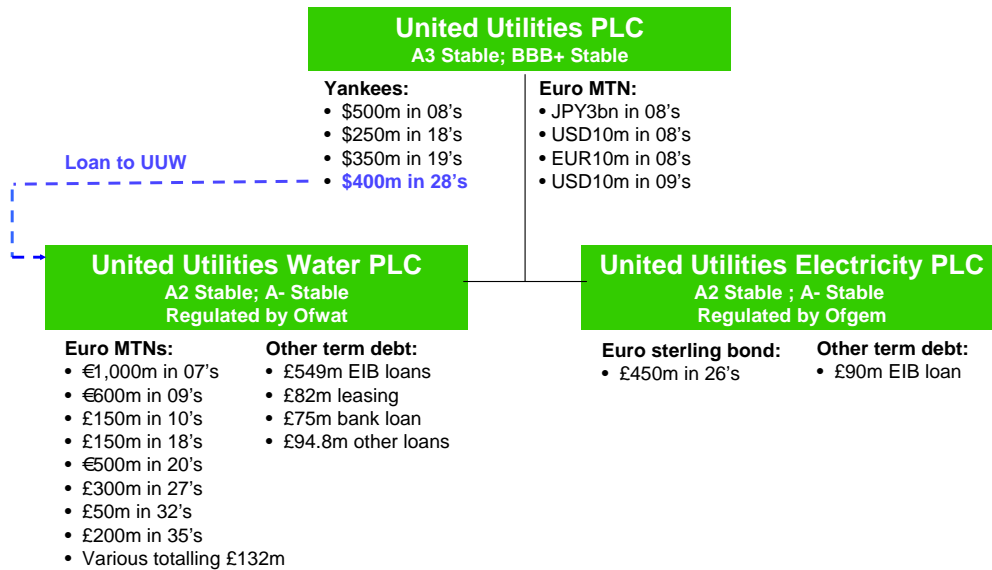 United Utilities PLC
A3 Stable; BBB+ Stable
Yankees:
• $500m in 08's
• $250m in 18's
• $350m in 19's
• $400m in 28's
Euro MTN:
• JPY3bn in 08's
• USD10m in 08's
• EUR10m in 08's
• USD10m in 09's
Loan to UUW
United Utilities Water PLC
A2 Stable; A- Stable
Regulated by Ofwat
Euro MTNs:
• €1,000m in 07's
• €600m in 09's
• £150m in 10's
• £150m in 18's
• €500m in 20's
• £300m in 27's
• £50m in 32's
• £200m in 35's
• Various totalling £132m
Other term debt:
• £549m EIB loans
• £82m leasing
• £75m bank loan
• £94.8m other loans
United Utilities Electricity PLC
A2 Stable ; A- Stable
Regulated by Ofgem
Euro sterling bond:
• £450m in 26's
Other term debt:
• £90m EIB loan